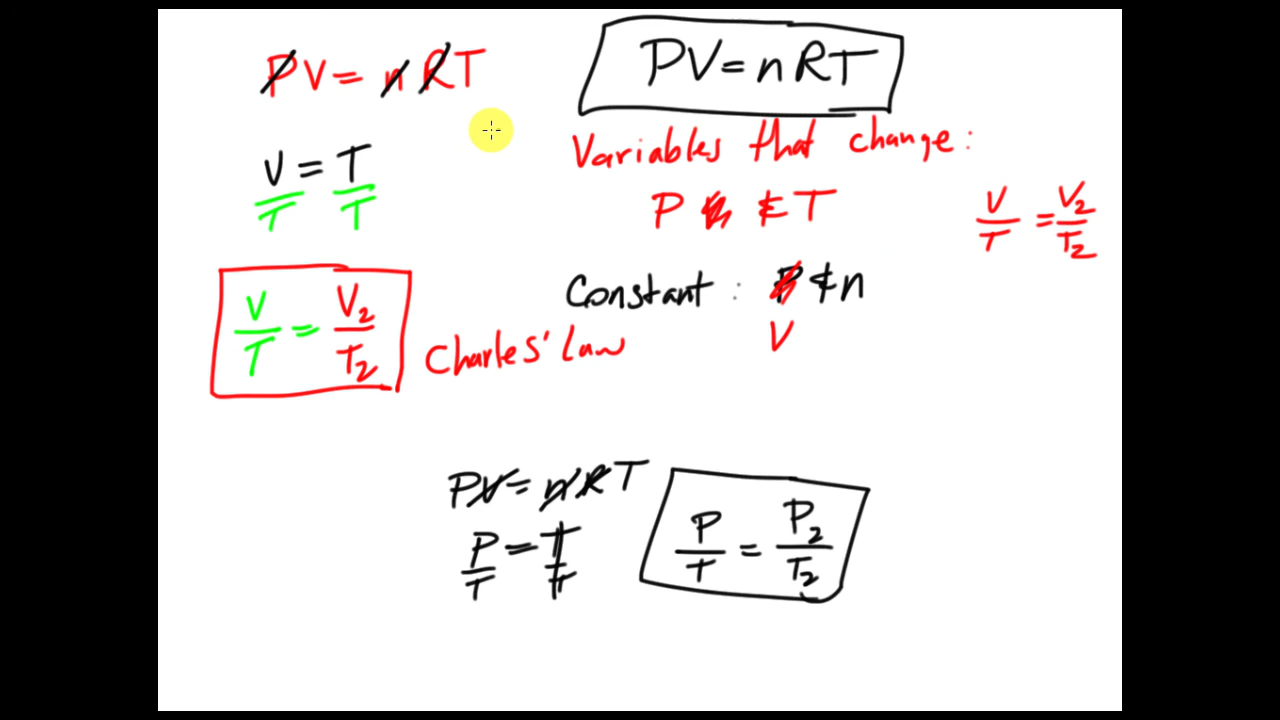 PV = nRT
V = T
T T
V/T = V₂/T₂
Charles' Law
PV = nRT
Variables that change:
P & T
V/T = V₂/T₂
Constant: P & n
V
PV = nRT
P/T = T/T
P/T = P₂/T₂